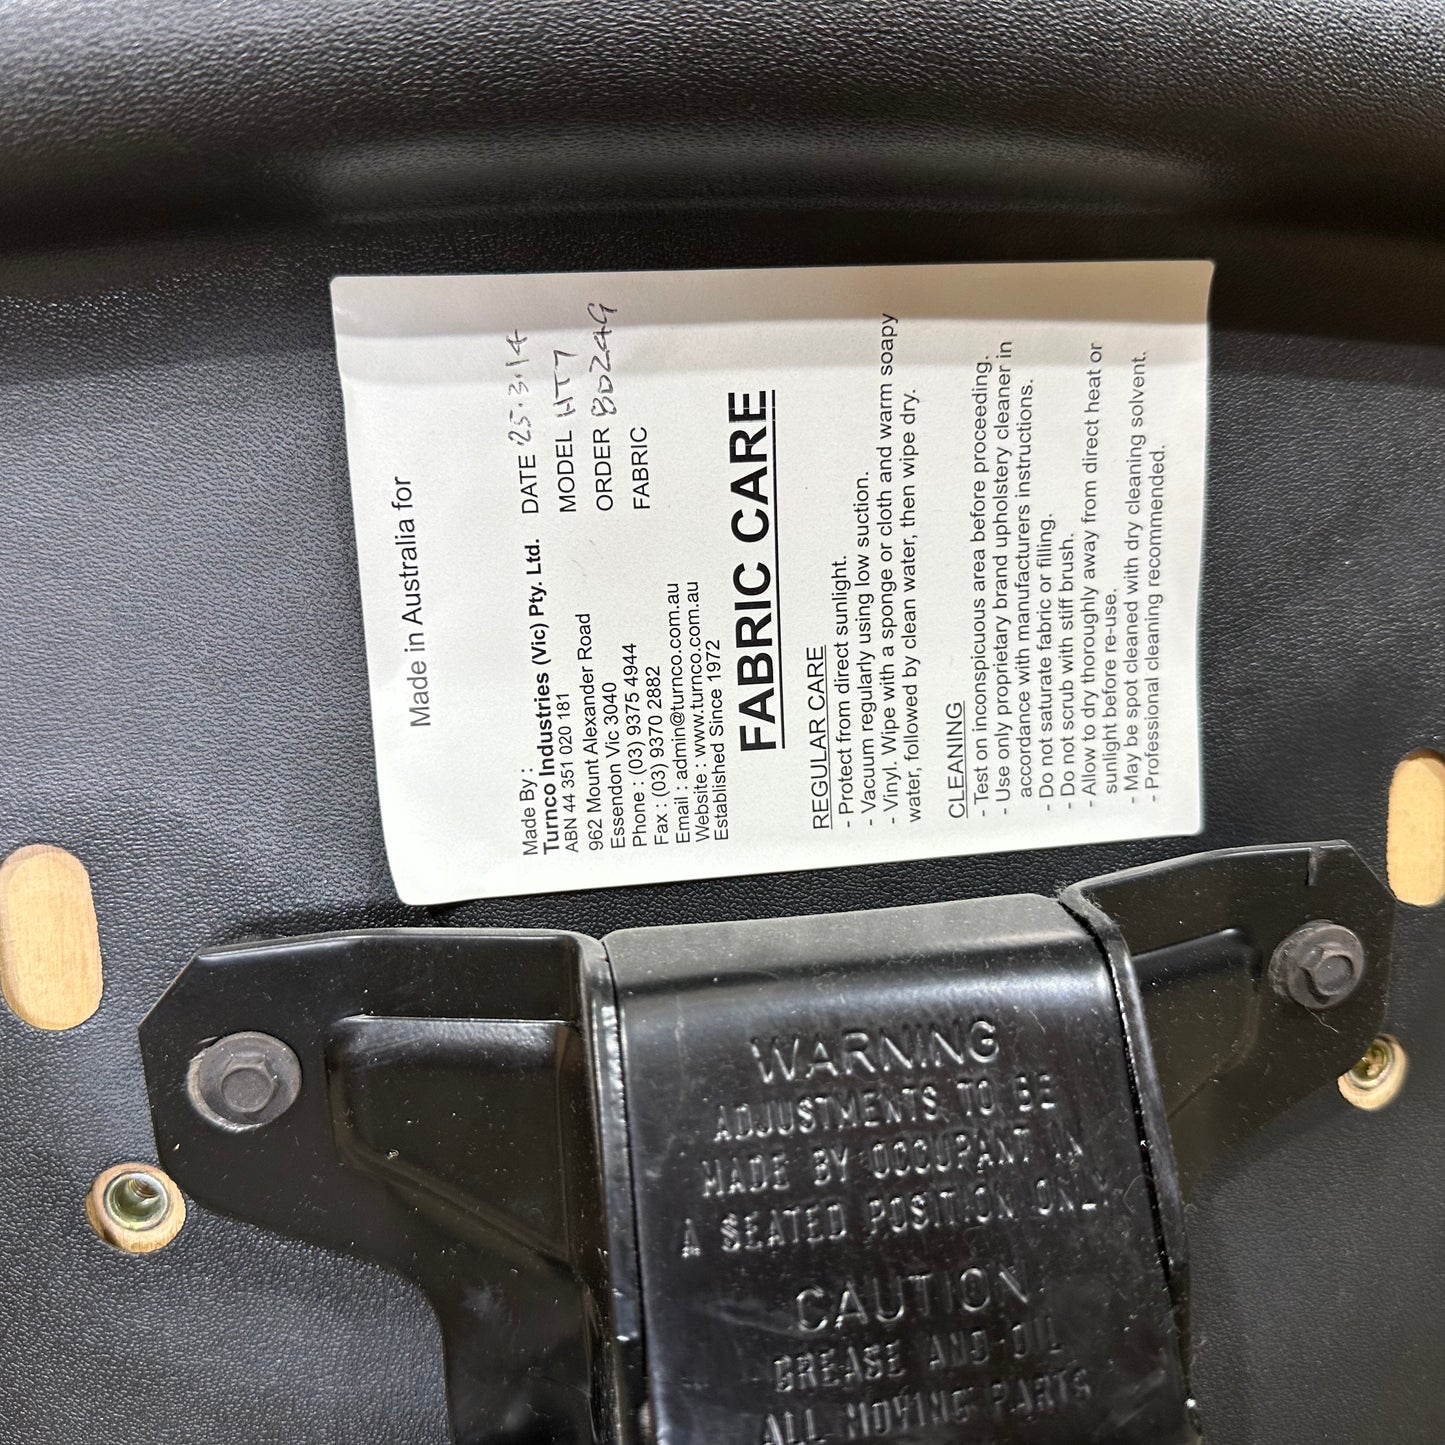 Made in Australia for
Made By :
Turnco Industries (Vic) Pty. Ltd.
ABN 44 351 020 181
962 Mount Alexander Road
Essendon Vic 3040
Phone : (03) 9375 4944
Fax : (03) 9370 2882
Email : admin@turnco.com.au
Website : www.turnco.com.au
Established Since 1972
DATE 25.3.14
MODEL HT7
ORDER
FABRIC
FABRIC CARE
REGULAR CARE
- Protect from direct sunlight.
- Vacuum regularly using low suction.
- Vinyl. Wipe with a sponge or cloth and warm soapy
water, followed by clean water, then wipe dry.
CLEANING
- Test on inconspicuous area before proceeding.
- Use only proprietary brand upholstery cleaner in
accordance with manufacturers instructions.
- Do not saturate fabric or filling.
- Do not scrub with stiff brush.
- Allow to dry thoroughly away from direct heat or
sunlight before re-use.
- May be spot cleaned with dry cleaning solvent.
- Professional cleaning recommended.
WARNING
ADJUSTMENTS TO BE
MADE BY OCCUPANT IN
A SEATED POSITION ONLY
CAUTION
GREASE AND OIL
ALL MOVING PARTS